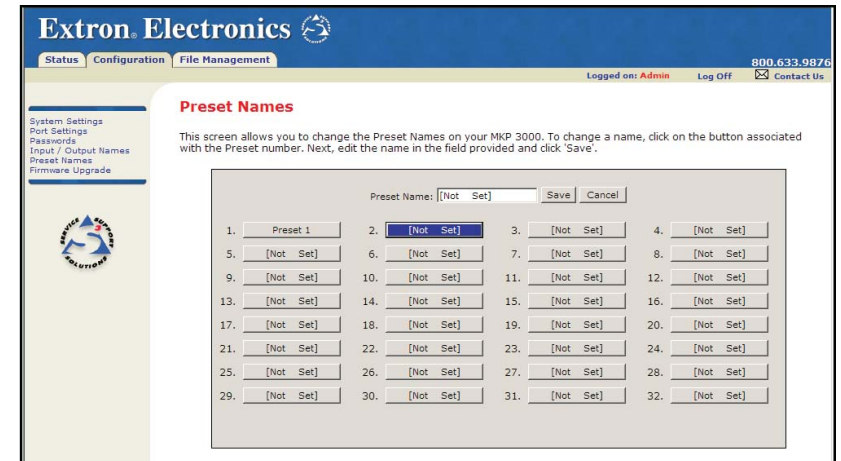 Extron® Electronics
Status Configuration File Management
800.633.9876
Logged on: Admin Log Off Contact Us
System Settings
Port Settings
Passwords
Input / Output Names
Preset Names
Firmware Upgrade
SERVICE SUPPORT SOLUTIONS
Preset Names
This screen allows you to change the Preset Names on your MKP 3000. To change a name, click on the button associated
with the Preset number. Next, edit the name in the field provided and click 'Save'.
Preset Name: [Not Set] Save Cancel
1. Preset 1 2. [Not Set] 3. [Not Set] 4. [Not Set]
5. [Not Set] 6. [Not Set] 7. [Not Set] 8. [Not Set]
9. [Not Set] 10. [Not Set] 11. [Not Set] 12. [Not Set]
13. [Not Set] 14. [Not Set] 15. [Not Set] 16. [Not Set]
17. [Not Set] 18. [Not Set] 19. [Not Set] 20. [Not Set]
21. [Not Set] 22. [Not Set] 23. [Not Set] 24. [Not Set]
25. [Not Set] 26. [Not Set] 27. [Not Set] 28. [Not Set]
29. [Not Set] 30. [Not Set] 31. [Not Set] 32. [Not Set]